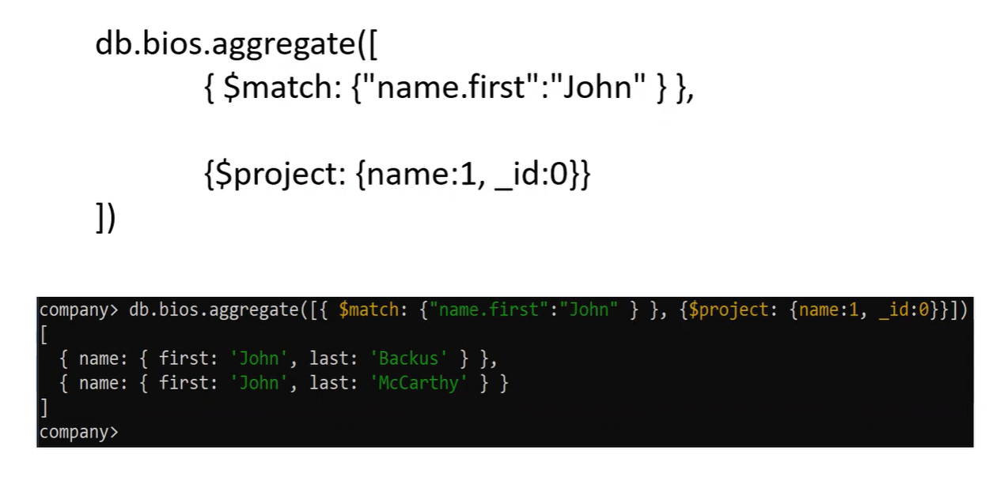 db.bios.aggregate([
{ $match: {"name.first":"John" } },
{$project: {name:1, _id:0}}
])
company> db.bios.aggregate([{ $match: {"name.first":"John" } }, {$project: {name:1, _id:0}}])
[
{ name: { first: 'John', last: 'Backus' } },
{ name: { first: 'John', last: 'McCarthy' } }
]
company>